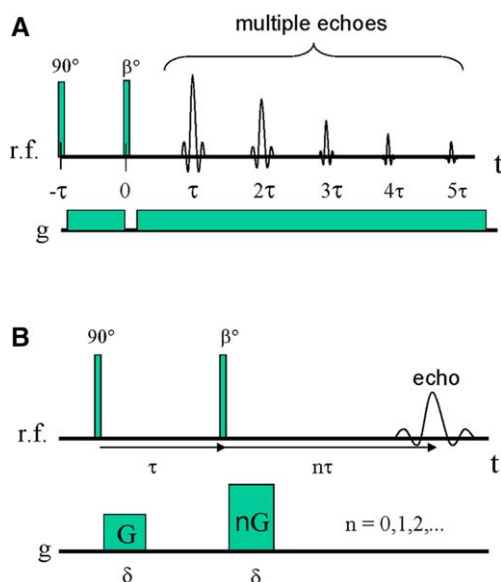 A
multiple echoes
90° β°
r.f. t
-τ 0 τ 2τ 3τ 4τ 5τ
g
B
90° β°
echo
r.f. t
τ nτ
G nG n = 0,1,2,...
g
δ δ